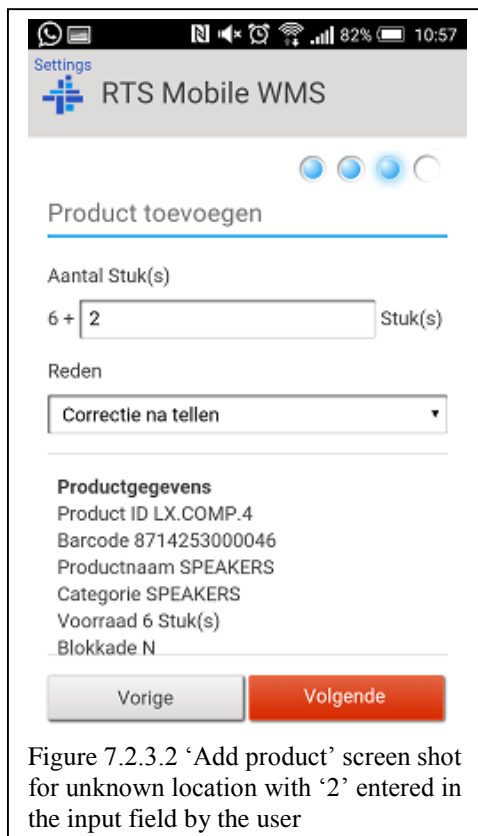 82% 10:57
Settings
RTS Mobile WMS
Product toevoegen
Aantal Stuk(s)
6 + 2 Stuk(s)
Reden
Correctie na tellen
Productgegevens
Product ID LX.COMP.4
Barcode 8714253000046
Productnaam SPEAKERS
Categorie SPEAKERS
Voorraad 6 Stuk(s)
Blokkade N
Vorige Volgende
Figure 7.2.3.2 ‘Add product’ screen shot
for unknown location with ‘2’ entered in
the input field by the user